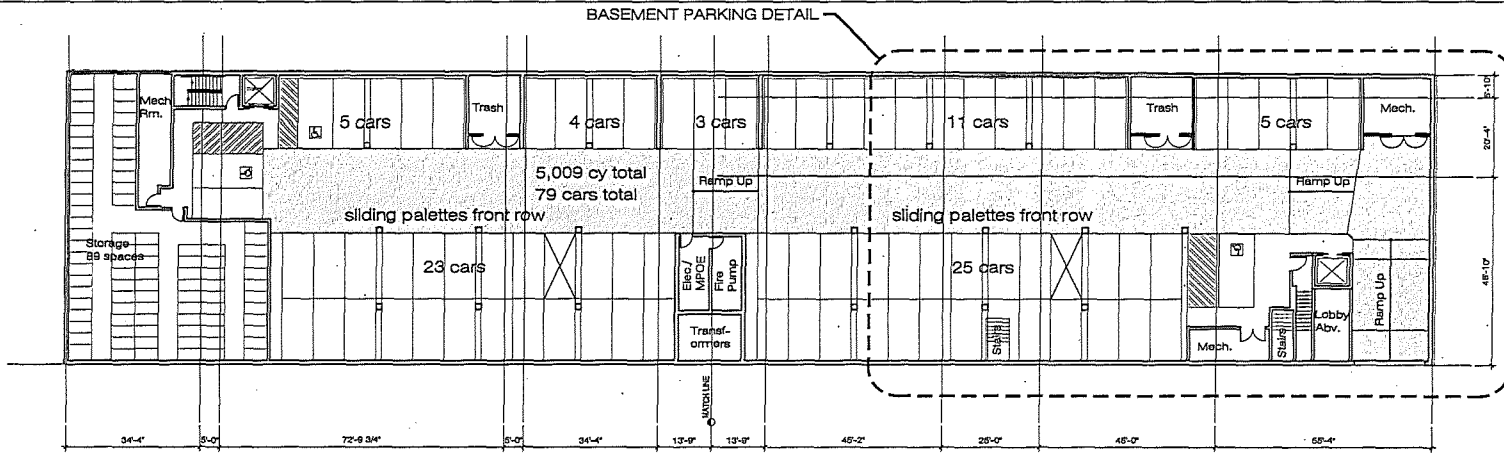 BASEMENT PARKING DETAIL
Mech
Rm.
5 cars
Trash
4 cars
3 cars
11 cars
Trash
5 cars
Mech.
5'-10"
20'-4"
48'-10"
5,009 cy total
79 cars total
Ramp Up
Ramp Up
sliding palettes front row
sliding palettes front row
Storage
89 spaces
23 cars
Elec./
MPOE
Fire
Pump
25 cars
Transf-
ormers
Stairs
Mech.
Stairs
Lobby
Abv.
Ramp Up
MATCH LINE
34'-4"
5'-0"
72'-9 3/4"
5'-0"
34'-4"
13'-9"
13'-9"
45'-2"
25'-0"
45'-0"
55'-4"